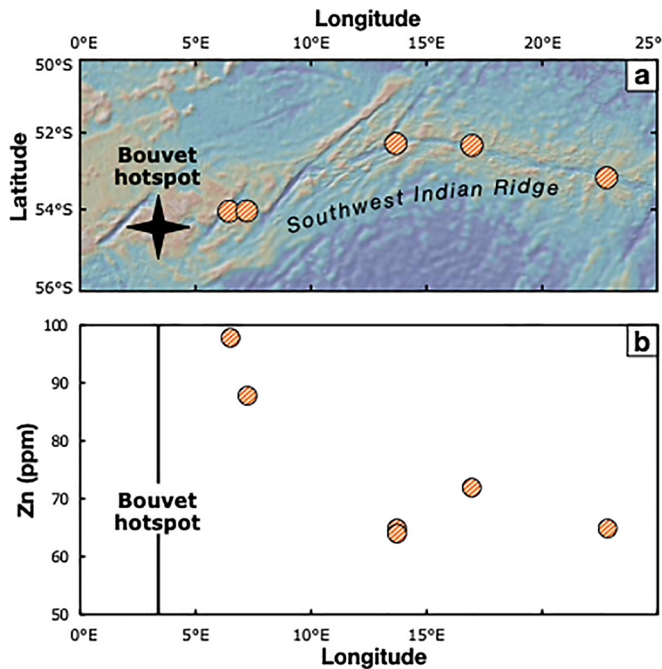 Longitude
0°E 5°E 10°E 15°E 20°E 25°
50°S
a
52°S
Bouvet
hotspot
Latitude
54°S
Southwest Indian Ridge
56°S
100
b
90
80
Zn (ppm)
70
Bouvet
hotspot
60
50
0°E 5°E 10°E 15°E
Longitude